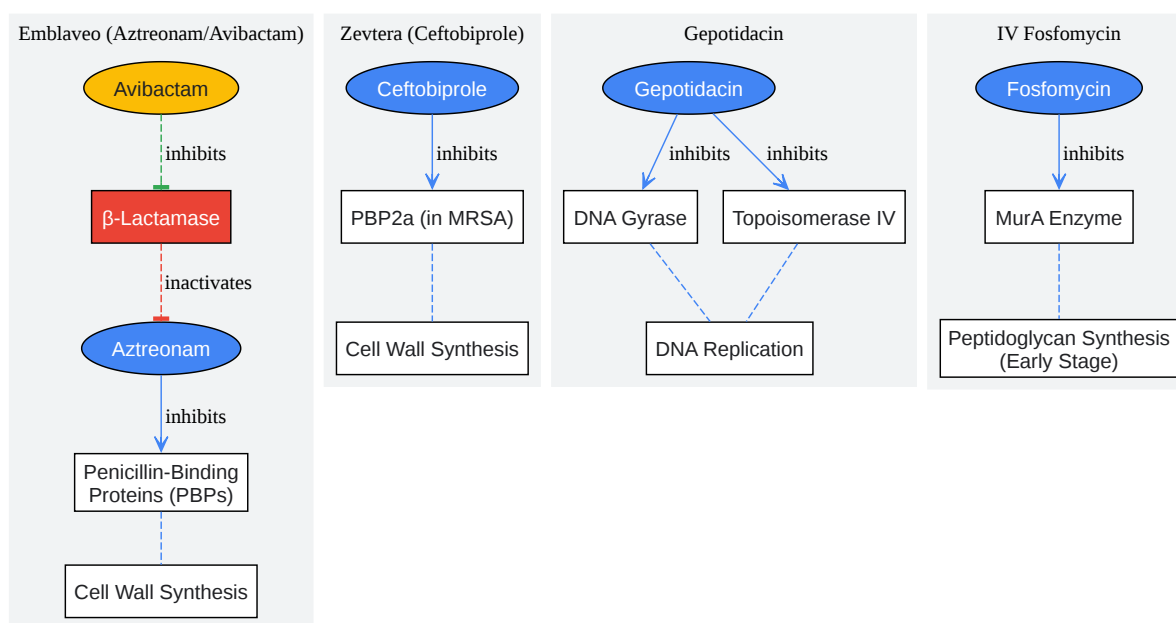 Emblaveo (Aztreonam/Avibactam)
Avibactam
inhibits
β-Lactamase
inactivates
Aztreonam
inhibits
Penicillin-Binding
Proteins (PBPs)
Cell Wall Synthesis
Zevtera (Ceftobiprole)
Ceftobiprole
inhibits
PBP2a (in MRSA)
Cell Wall Synthesis
Gepotidacin
Gepotidacin
inhibits
inhibits
DNA Gyrase
Topoisomerase IV
DNA Replication
IV Fosfomycin
Fosfomycin
inhibits
MurA Enzyme
Peptidoglycan Synthesis
(Early Stage)